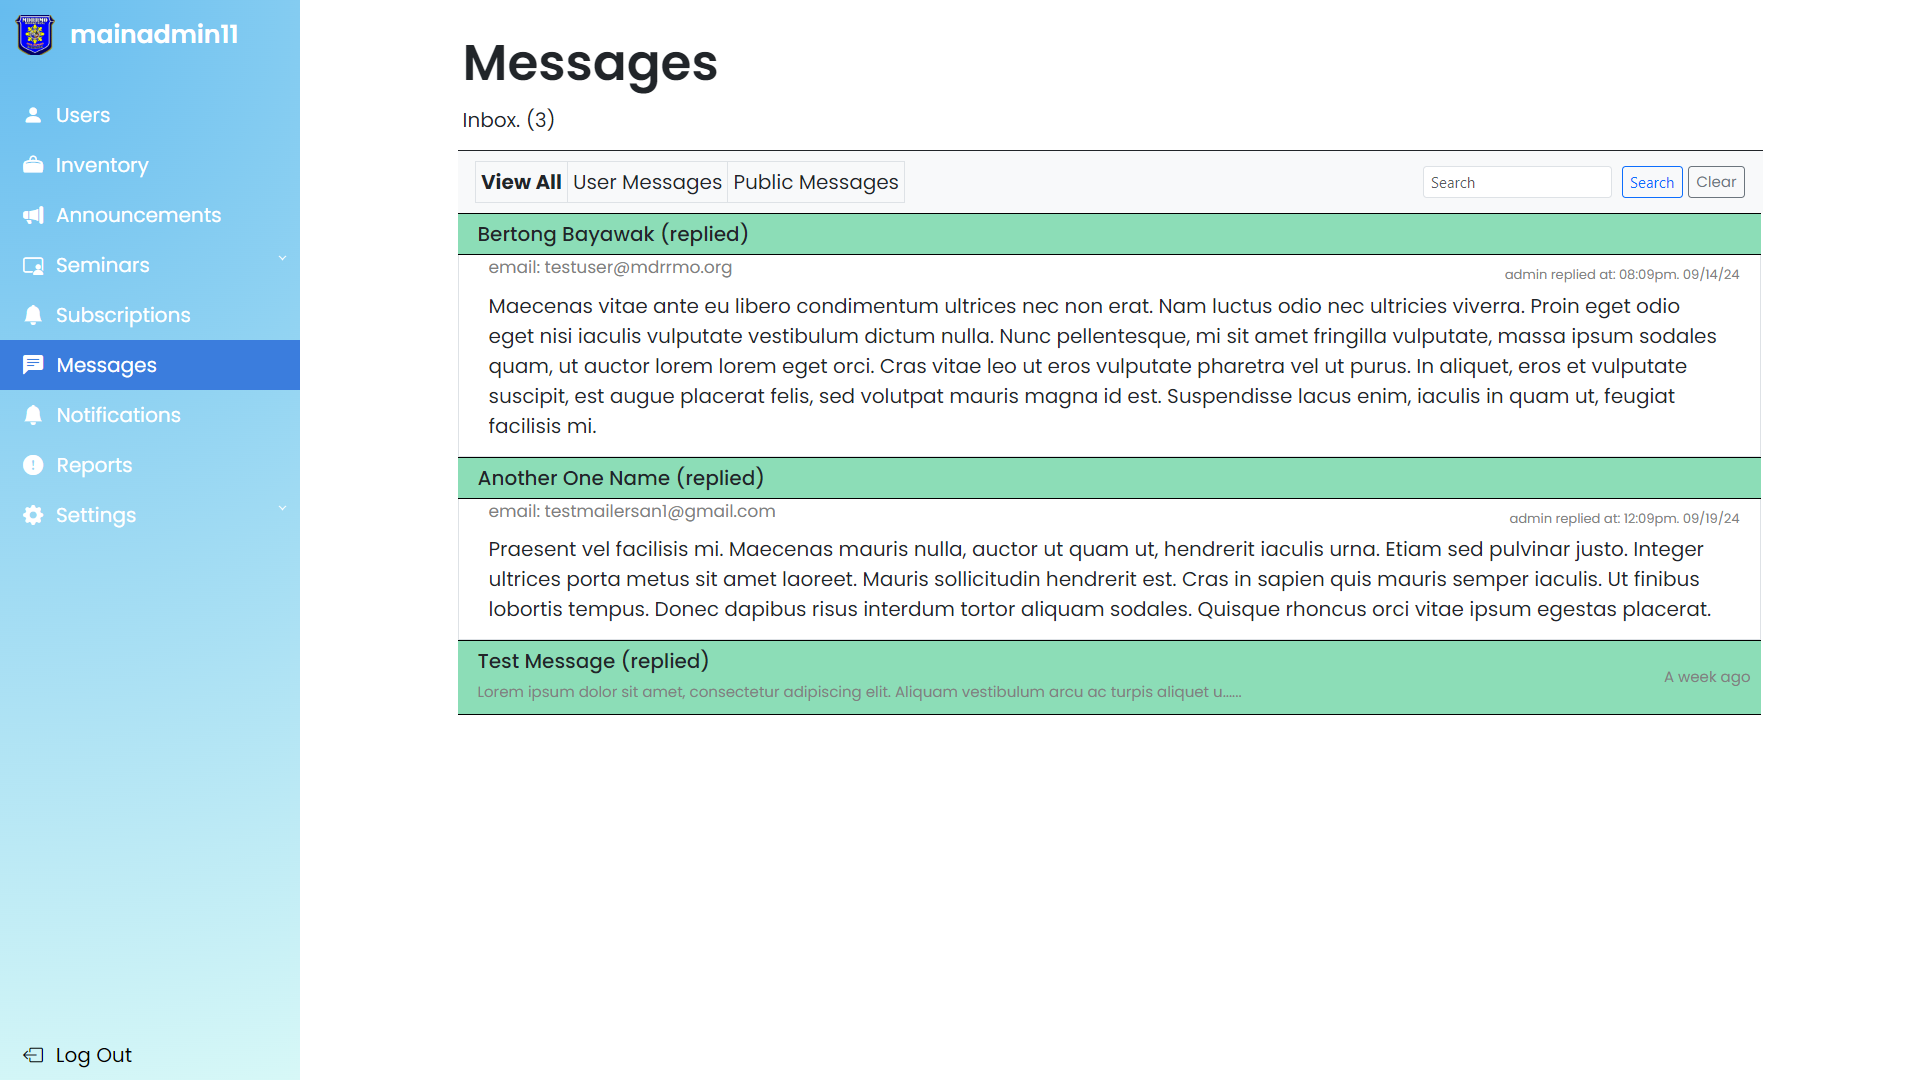 MDRRMO
mainadmin11
Users
Inventory
Announcements
Seminars
Subscriptions
Messages
Notifications
Reports
Settings
Log Out
Messages
Inbox. (3)
View All User Messages Public Messages
Search Search Clear
Bertong Bayawak (replied)
email: testuser@mdrrmo.org
admin replied at: 08:09pm. 09/14/24
Maecenas vitae ante eu libero condimentum ultrices nec non erat. Nam luctus odio nec ultricies viverra. Proin eget odio
eget nisi iaculis vulputate vestibulum dictum nulla. Nunc pellentesque, mi sit amet fringilla vulputate, massa ipsum sodales
quam, ut auctor lorem lorem eget orci. Cras vitae leo ut eros vulputate pharetra vel ut purus. In aliquet, eros et vulputate
suscipit, est augue placerat felis, sed volutpat mauris magna id est. Suspendisse lacus enim, iaculis in quam ut, feugiat
facilisis mi.
Another One Name (replied)
email: testmailersan1@gmail.com
admin replied at: 12:09pm. 09/19/24
Praesent vel facilisis mi. Maecenas mauris nulla, auctor ut quam ut, hendrerit iaculis urna. Etiam sed pulvinar justo. Integer
ultrices porta metus sit amet laoreet. Mauris sollicitudin hendrerit est. Cras in sapien quis mauris semper iaculis. Ut finibus
lobortis tempus. Donec dapibus risus interdum tortor aliquam sodales. Quisque rhoncus orci vitae ipsum egestas placerat.
Test Message (replied)
Lorem ipsum dolor sit amet, consectetur adipiscing elit. Aliquam vestibulum arcu ac turpis aliquet u......
A week ago